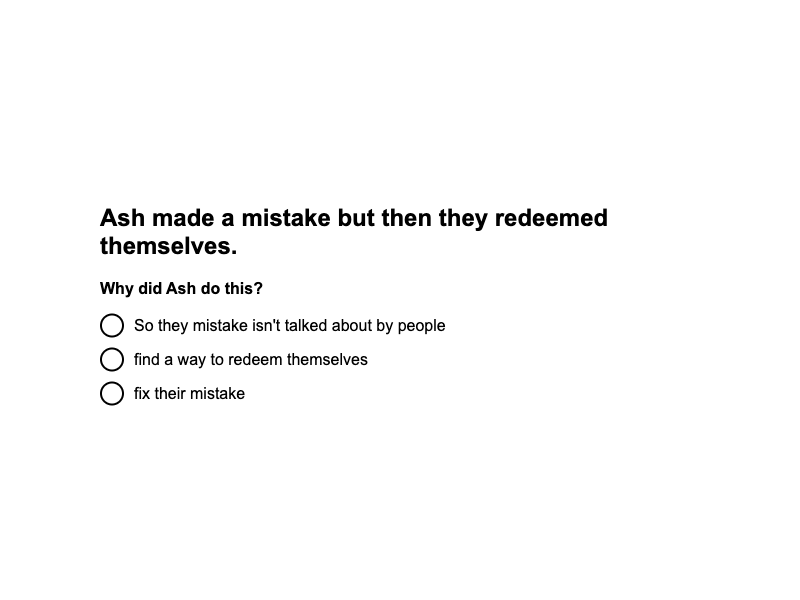 Ash made a mistake but then they redeemed
themselves.
Why did Ash do this?
So they mistake isn't talked about by people
find a way to redeem themselves
fix their mistake